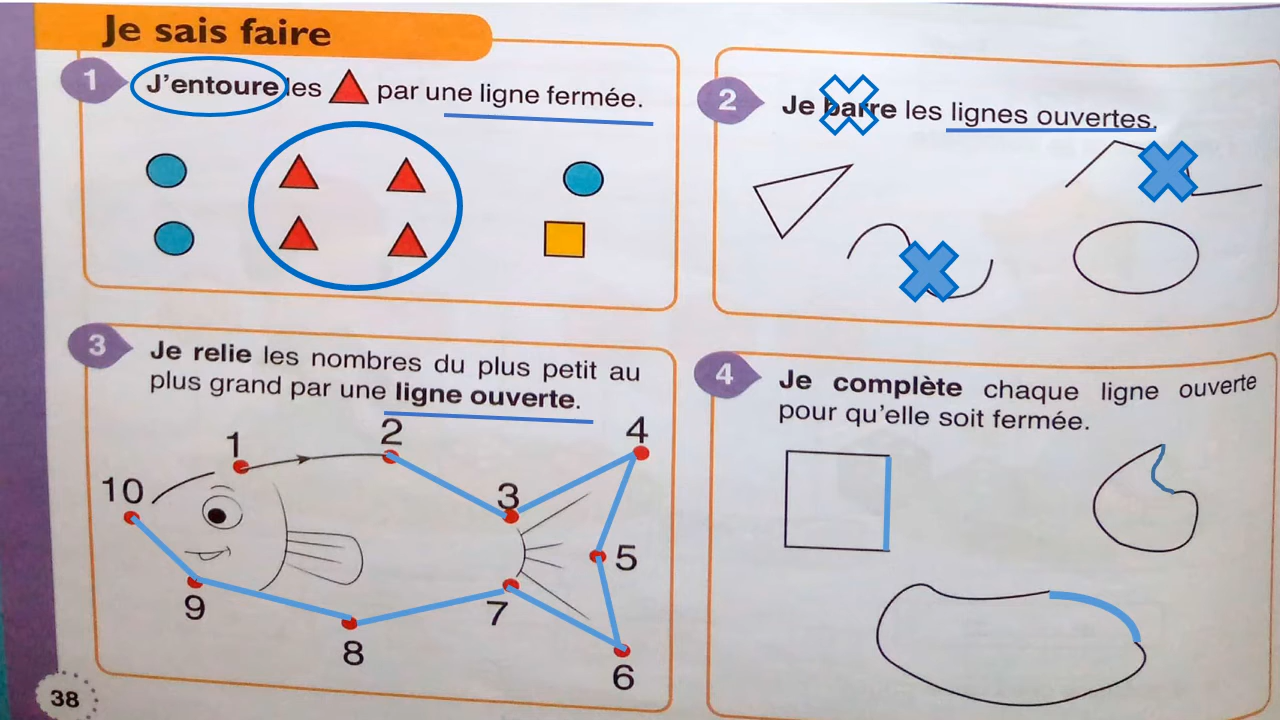 Je sais faire
1
J'entoure les par une ligne fermée.
2
Je barre les lignes ouvertes.
3
Je relie les nombres du plus petit au
plus grand par une ligne ouverte.
1
2
4
10
3
5
9
7
8
6
4
Je complète chaque ligne ouverte
pour qu'elle soit fermée.
38